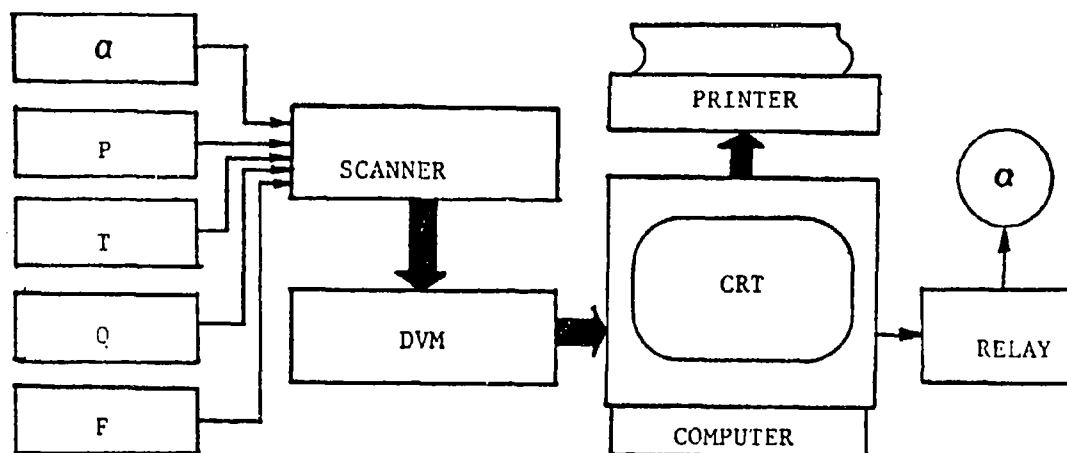 α
P
T
Q
F
SCANNER
DVM
PRINTER
CRT
COMPUTER
RELAY
α